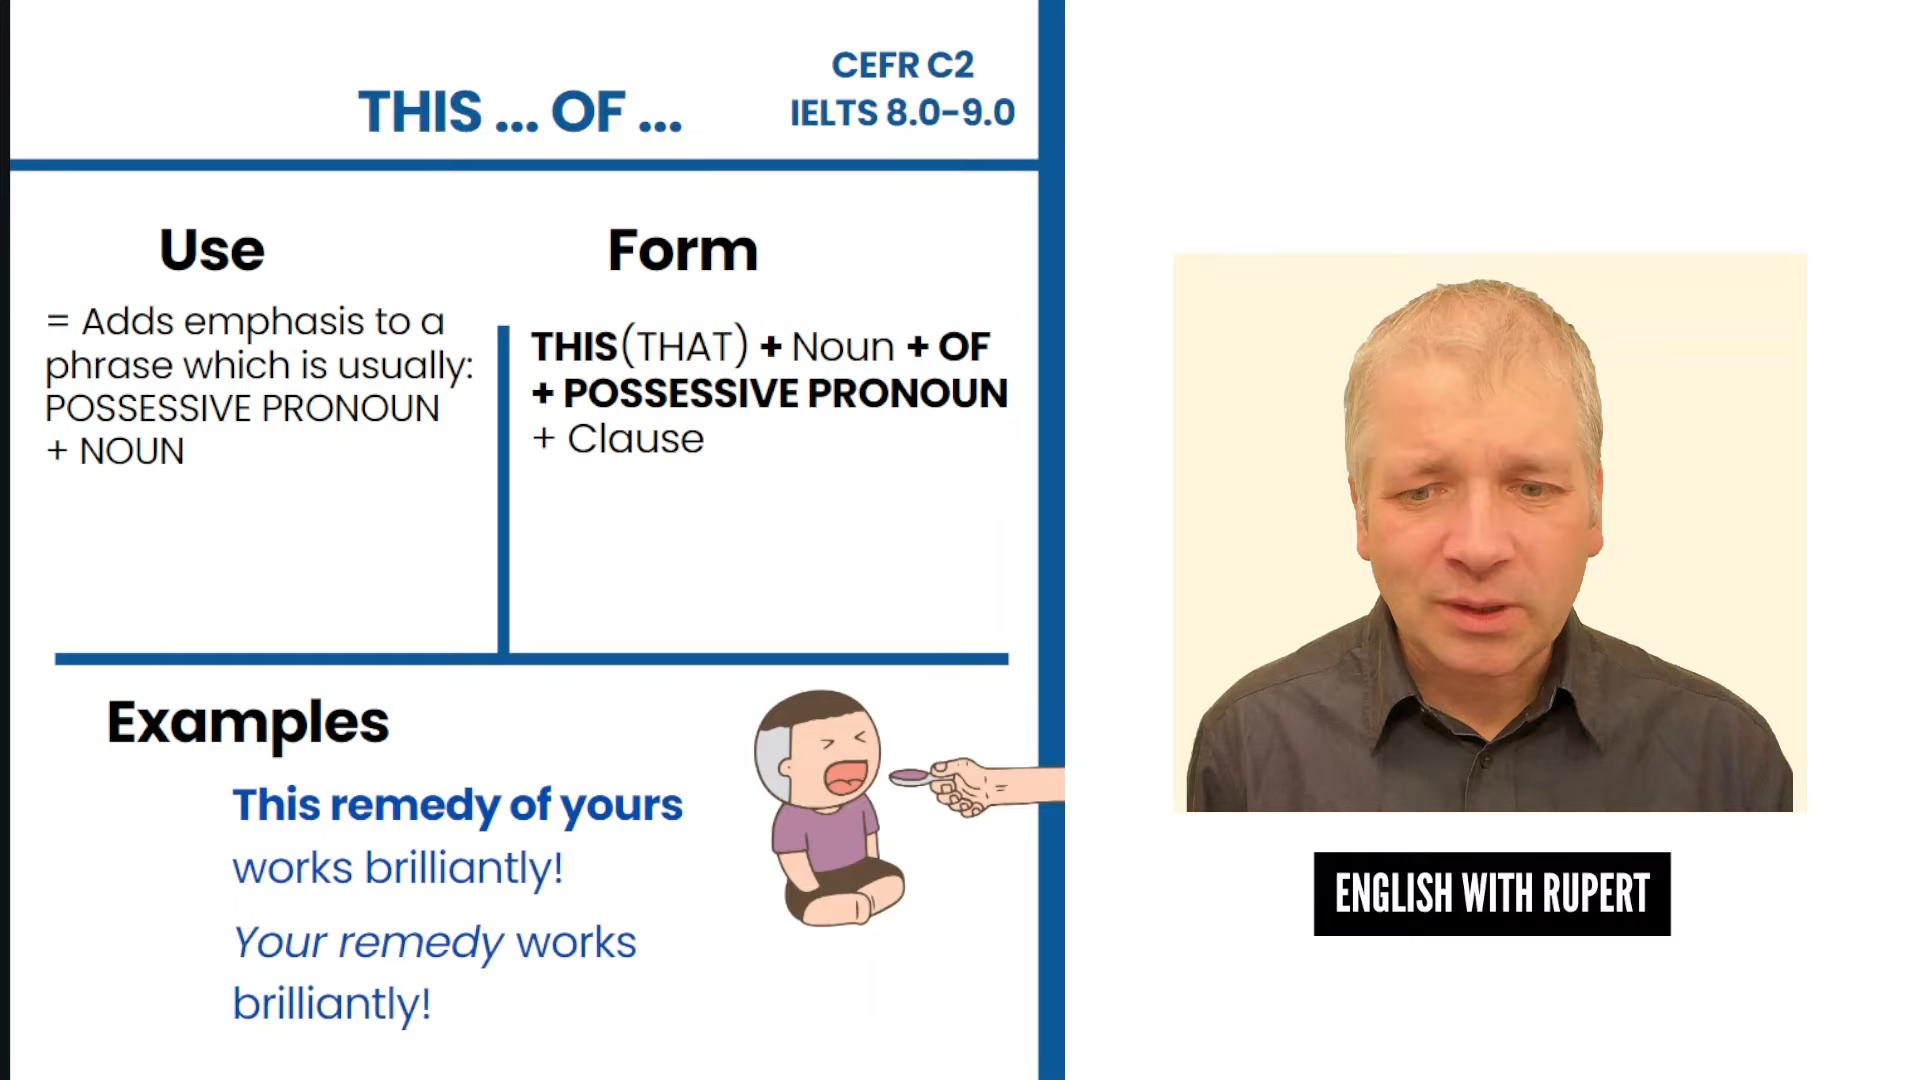 THIS ... OF ...
CEFR C2
IELTS 8.0-9.0
Use
= Adds emphasis to a
phrase which is usually:
POSSESSIVE PRONOUN
+ NOUN
Form
THIS(THAT) + Noun + OF
+ POSSESSIVE PRONOUN
+ Clause
Examples
This remedy of yours
works brilliantly!
Your remedy works
brilliantly!
ENGLISH WITH RUPERT